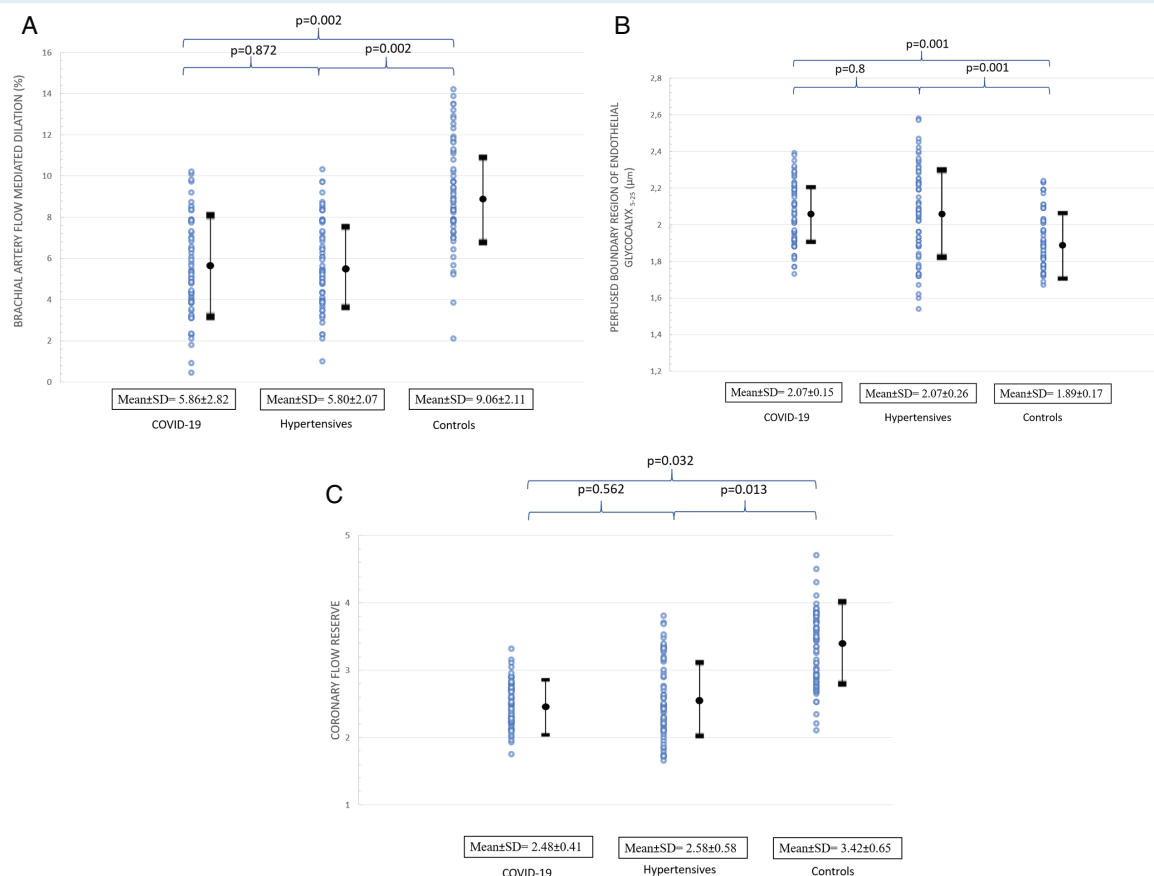 A
p=0.002
p=0.872
p=0.002
BRACHIAL ARTERY FLOW MEDIATED DILATION (%)
16
14
12
10
8
6
4
2
0
Mean±SD= 5.86±2.82
Mean±SD= 5.80±2.07
Mean±SD= 9.06±2.11
COVID-19
Hypertensives
Controls
B
p=0.001
p=0.8
p=0.001
PERFUSED BOUNDARY REGION OF ENDOTHELIAL
GLYCOCALYX 5-25 (μm)
2,8
2,6
2,4
2,2
2
1,8
1,6
1,4
1,2
Mean±SD= 2.07±0.15
Mean±SD= 2.07±0.26
Mean±SD= 1.89±0.17
COVID-19
Hypertensives
Controls
C
p=0.032
p=0.562
p=0.013
CORONARY FLOW RESERVE
5
4
3
2
1
Mean±SD= 2.48±0.41
Mean±SD= 2.58±0.58
Mean±SD= 3.42±0.65
COVID-19
Hypertensives
Controls